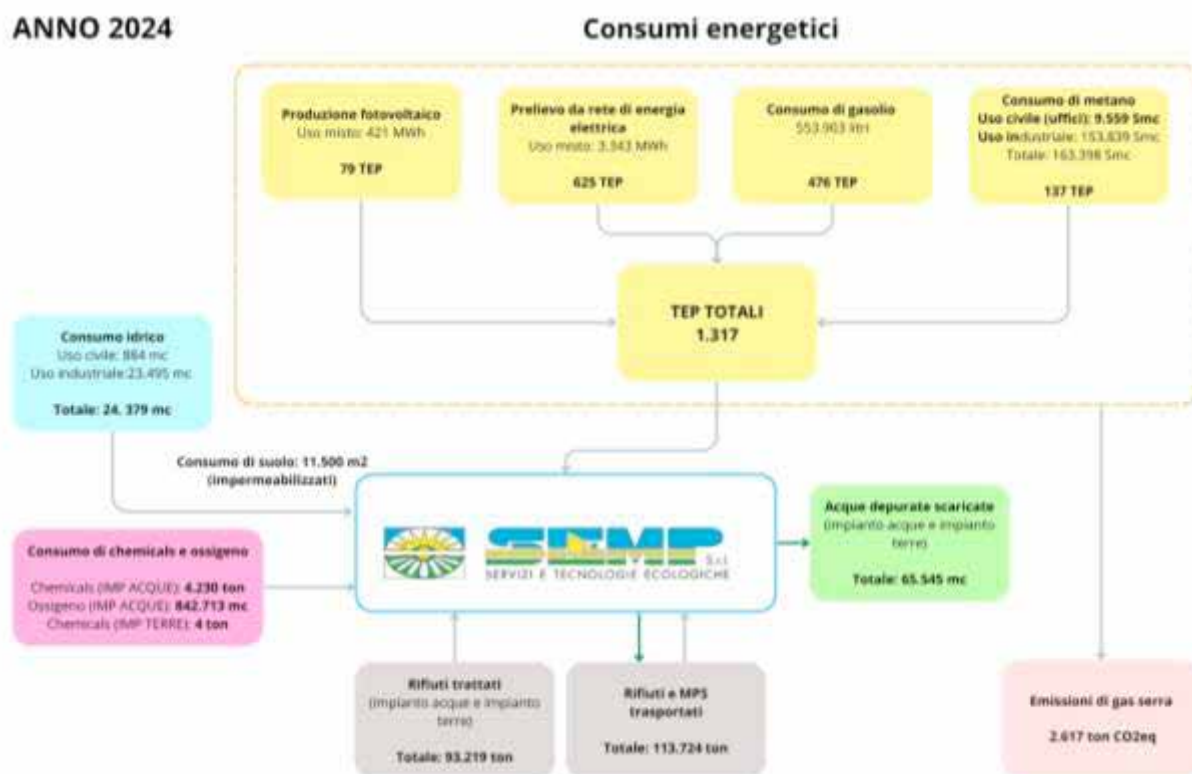 ANNO 2024
Consumi energetici
Produzione fotovoltaico
Uso misto: 421 MWh
79 TEP
Prelievo da rete di energia
elettrica
Uso misto: 3.343 MWh
625 TEP
Consumo di gasolio
553.903 litri
476 TEP
Consumo di metano
Uso civile (uffici): 9.559 Smc
Uso industriale: 153.839 Smc
Totale: 163.398 Smc
137 TEP
TEP TOTALI
1.317
Consumo idrico
Uso civile: 884 mc
Uso industriale:23.495 mc
Totale: 24. 379 mc
Consumo di suolo: 11.500 m2
(impermeabilizzati)
SEMP
S.r.l.
SERVIZI E TECNOLOGIE ECOLOGICHE
Acque depurate scaricate
(impianto acque e impianto
terre)
Totale: 65.545 mc
Consumo di chemicals e ossigeno
Chemicals (IMP ACQUE): 4.230 ton
Ossigeno (IMP ACQUE): 842.713 mc
Chemicals (IMP TERRE): 4 ton
Rifiuti trattati
(impianto acque e impianto
terre)
Totale: 93.219 ton
Rifiuti e MPS
trasportati
Totale: 113.724 ton
Emissioni di gas serra
2.617 ton CO2eq